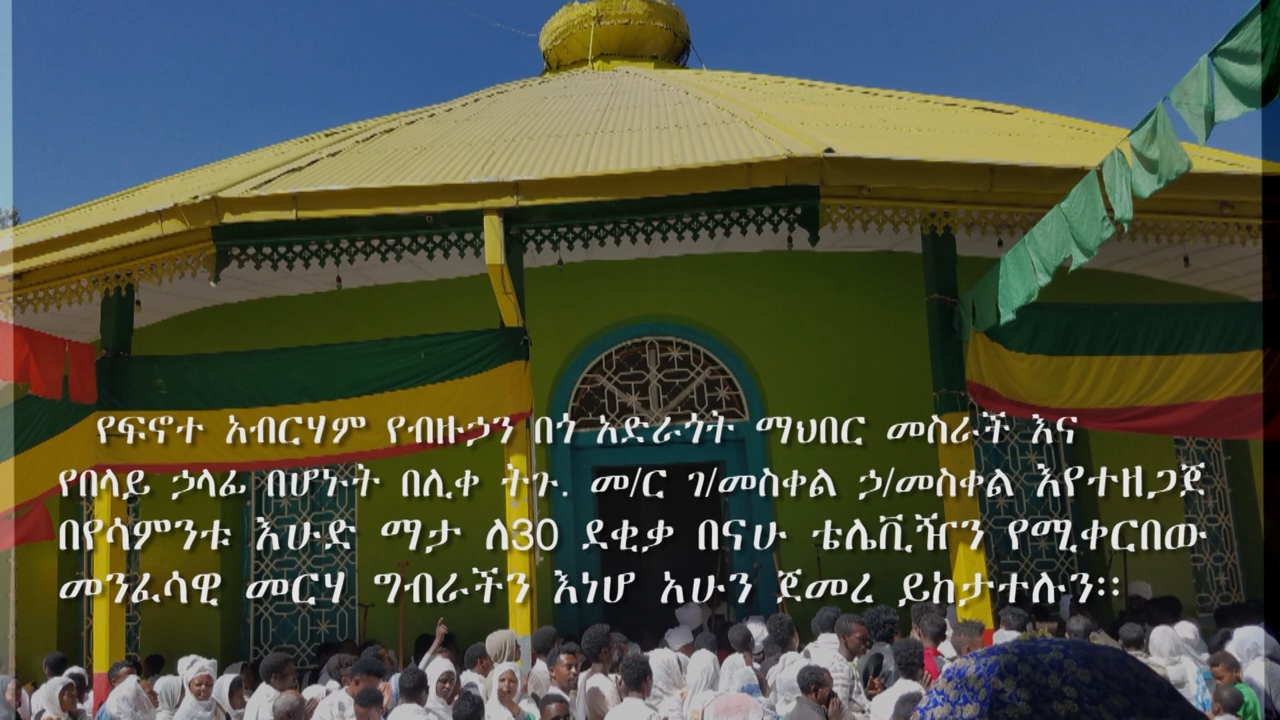 የፍኖተ አብርሃም የብዙኃን በጎ አድራጎት ማህበር መስራች እና
የበላይ ኃላፊ በሆኑት በሊቀ ትጉ. መ/ር ገ/መስቀል ኃ/መስቀል እየተዘጋጀ
በየሳምንቱ እሁድ ማታ ለ30 ደቂቃ በናሁ ቴሌቪዥን የሚቀርበው
መንፈሳዊ መርሃ ግብራችን እነሆ አሁን ጀመረ ይከታተሉን፡፡